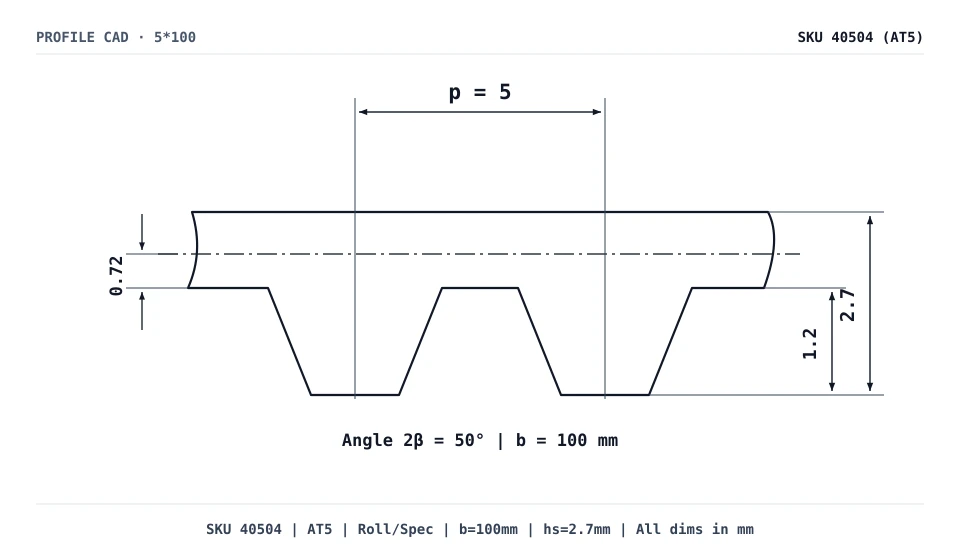 PROFILE CAD · 5*100
SKU 40504 (AT5)
p = 5
0.72
2.7
1.2
Angle 2β = 50° | b = 100 mm
SKU 40504 | AT5 | Roll/Spec | b=100mm | hs=2.7mm | All dims in mm